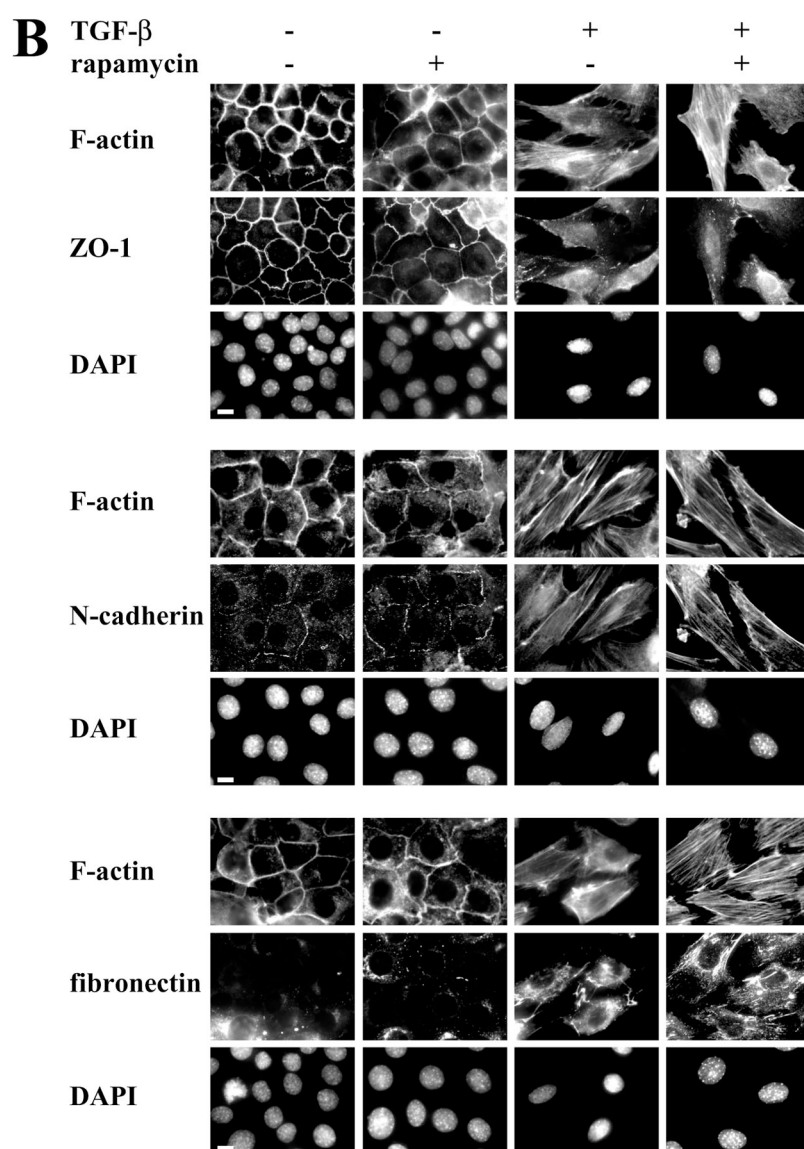 B
TGF-β - - + +
rapamycin - + - +
F-actin
ZO-1
DAPI
F-actin
N-cadherin
DAPI
F-actin
fibronectin
DAPI